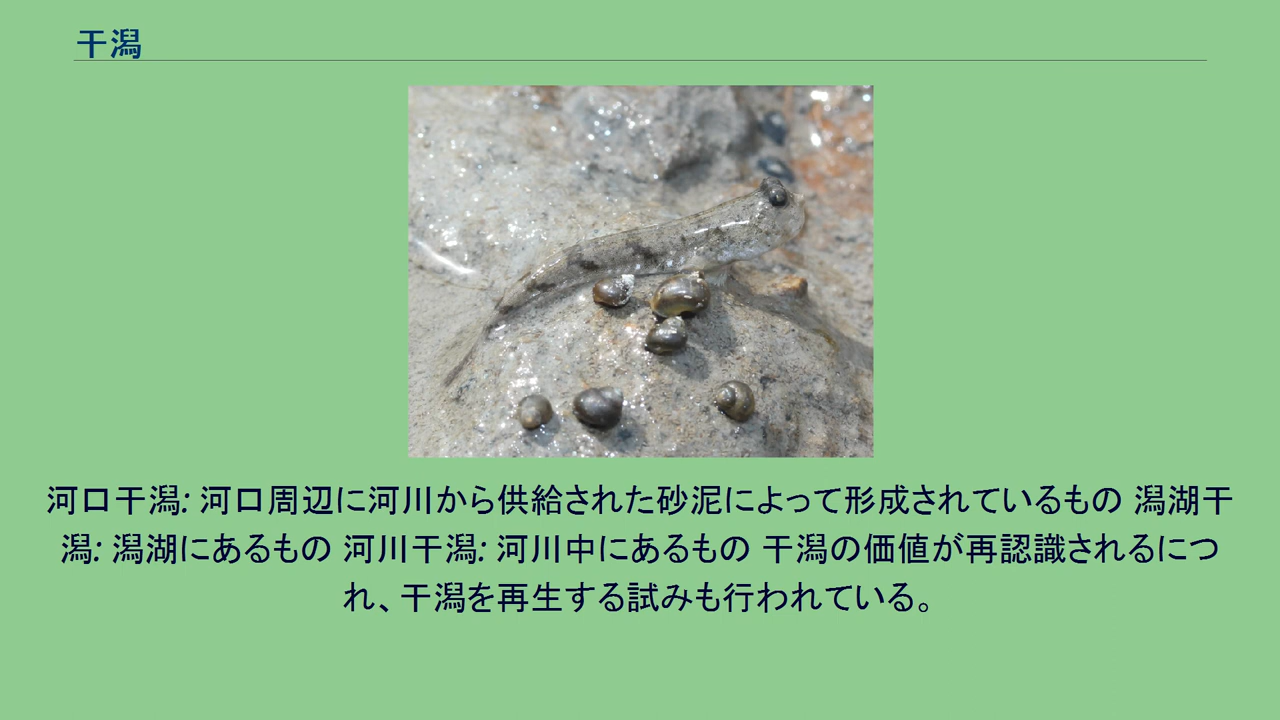 干潟
河口干潟: 河口周辺に河川から供給された砂泥によって形成されているもの 潟湖干
潟: 潟湖にあるもの 河川干潟: 河川中にあるもの 干潟の価値が再認識されるにつ
れ、干潟を再生する試みも行われている。